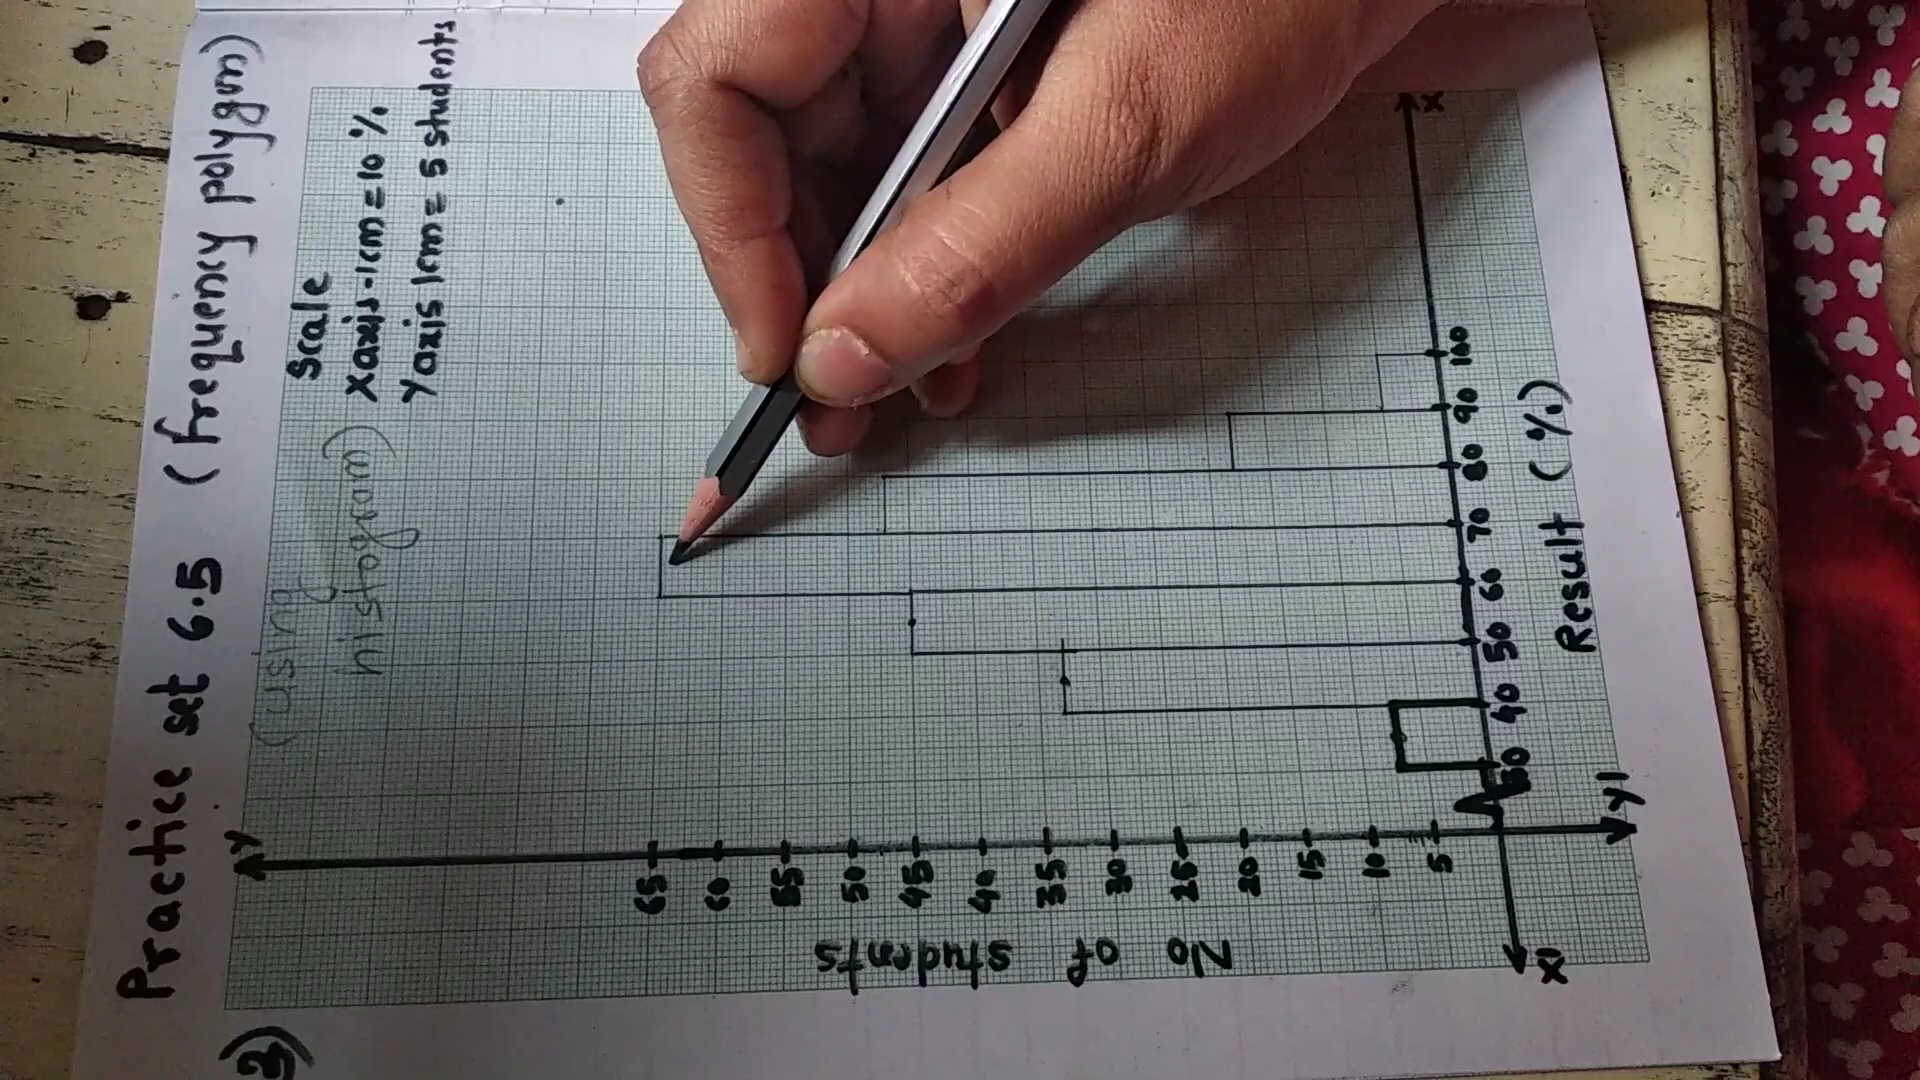 3)
Practice set 6.5 (frequency polygon)
(using
histogram)
Scale
X axis·1cm=10%
Y axis 1cm= 5 students
Y
65
60
55
50
45
40
35
30
25
20
15
10
5
No of students
X1
30 40 50 60 70 80 90 100
X
Y1
Result (%)